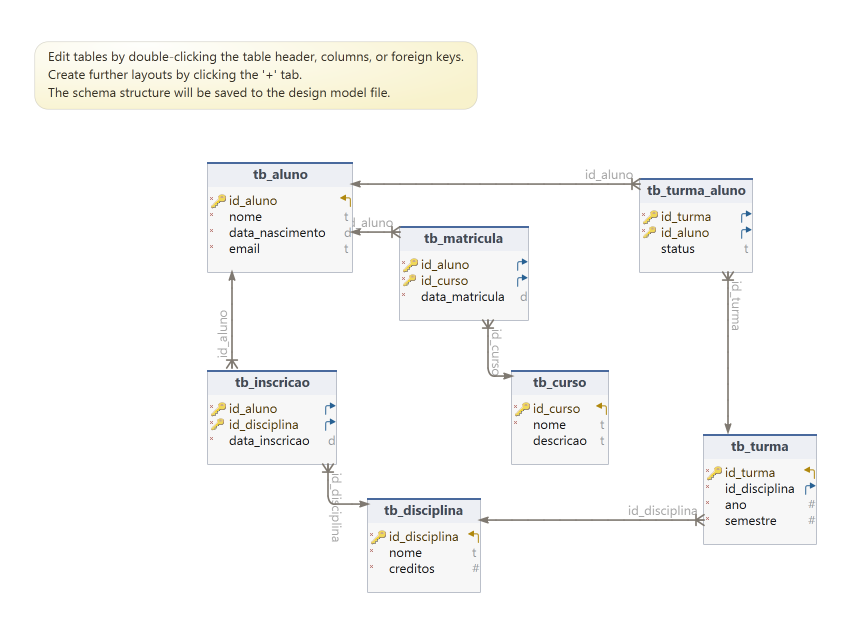 Edit tables by double-clicking the table header, columns, or foreign keys.
Create further layouts by clicking the '+' tab.
The schema structure will be saved to the design model file.
tb_aluno
id_aluno
nome t
data_nascimento d
email t
id_aluno
d_aluno
tb_turma_aluno
id_turma
id_aluno
status t
tb_matricula
id_aluno
id_curso
data_matricula d
id_turma
id_aluno
id_curso
tb_inscricao
id_aluno
id_disciplina
data_inscricao d
tb_curso
id_curso
nome t
descricao t
tb_turma
id_turma
id_disciplina
ano #
semestre #
id_disciplina
tb_disciplina
id_disciplina
nome t
creditos #
id_disciplina